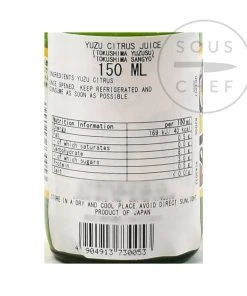 SOUS
CHEF
YUZU CITRUS JUICE
(TOKUSHIMA YUZUSU)
"TOKUSHIMA SANGYO"
150 ML
INGREDIENTS YUZU CITRUS
ONCE OPENED, KEEP REFRIGERATED AND
CONSUME AS SOON AS POSSIBLE.
Nutrition Information per 100 ml
Energy 169 kJ 40 kcal
Fat
of which saturates
Carbohydrate
of which sugars
Protein
Salt
STORE IN A DRY AND COOL PLACE AVOID DIRECT SUNLIGHT
PRODUCT OF JAPAN
4 904913 730053